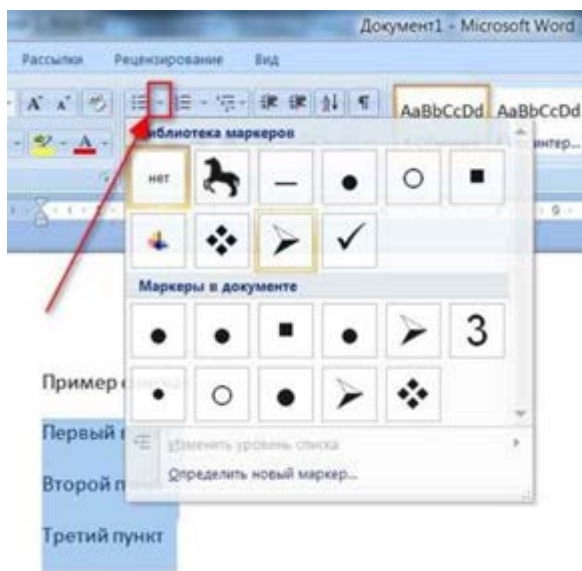 Документ1 - Microsoft Word
Рассылки Рецензирование Вид
AaBbCcDd AaBbCcDd
Библиотека маркеров
нет
Маркеры в документе
3
Пример
Первый
Изменить уровень списка
Определить новый маркер...
Второй
Третий пункт